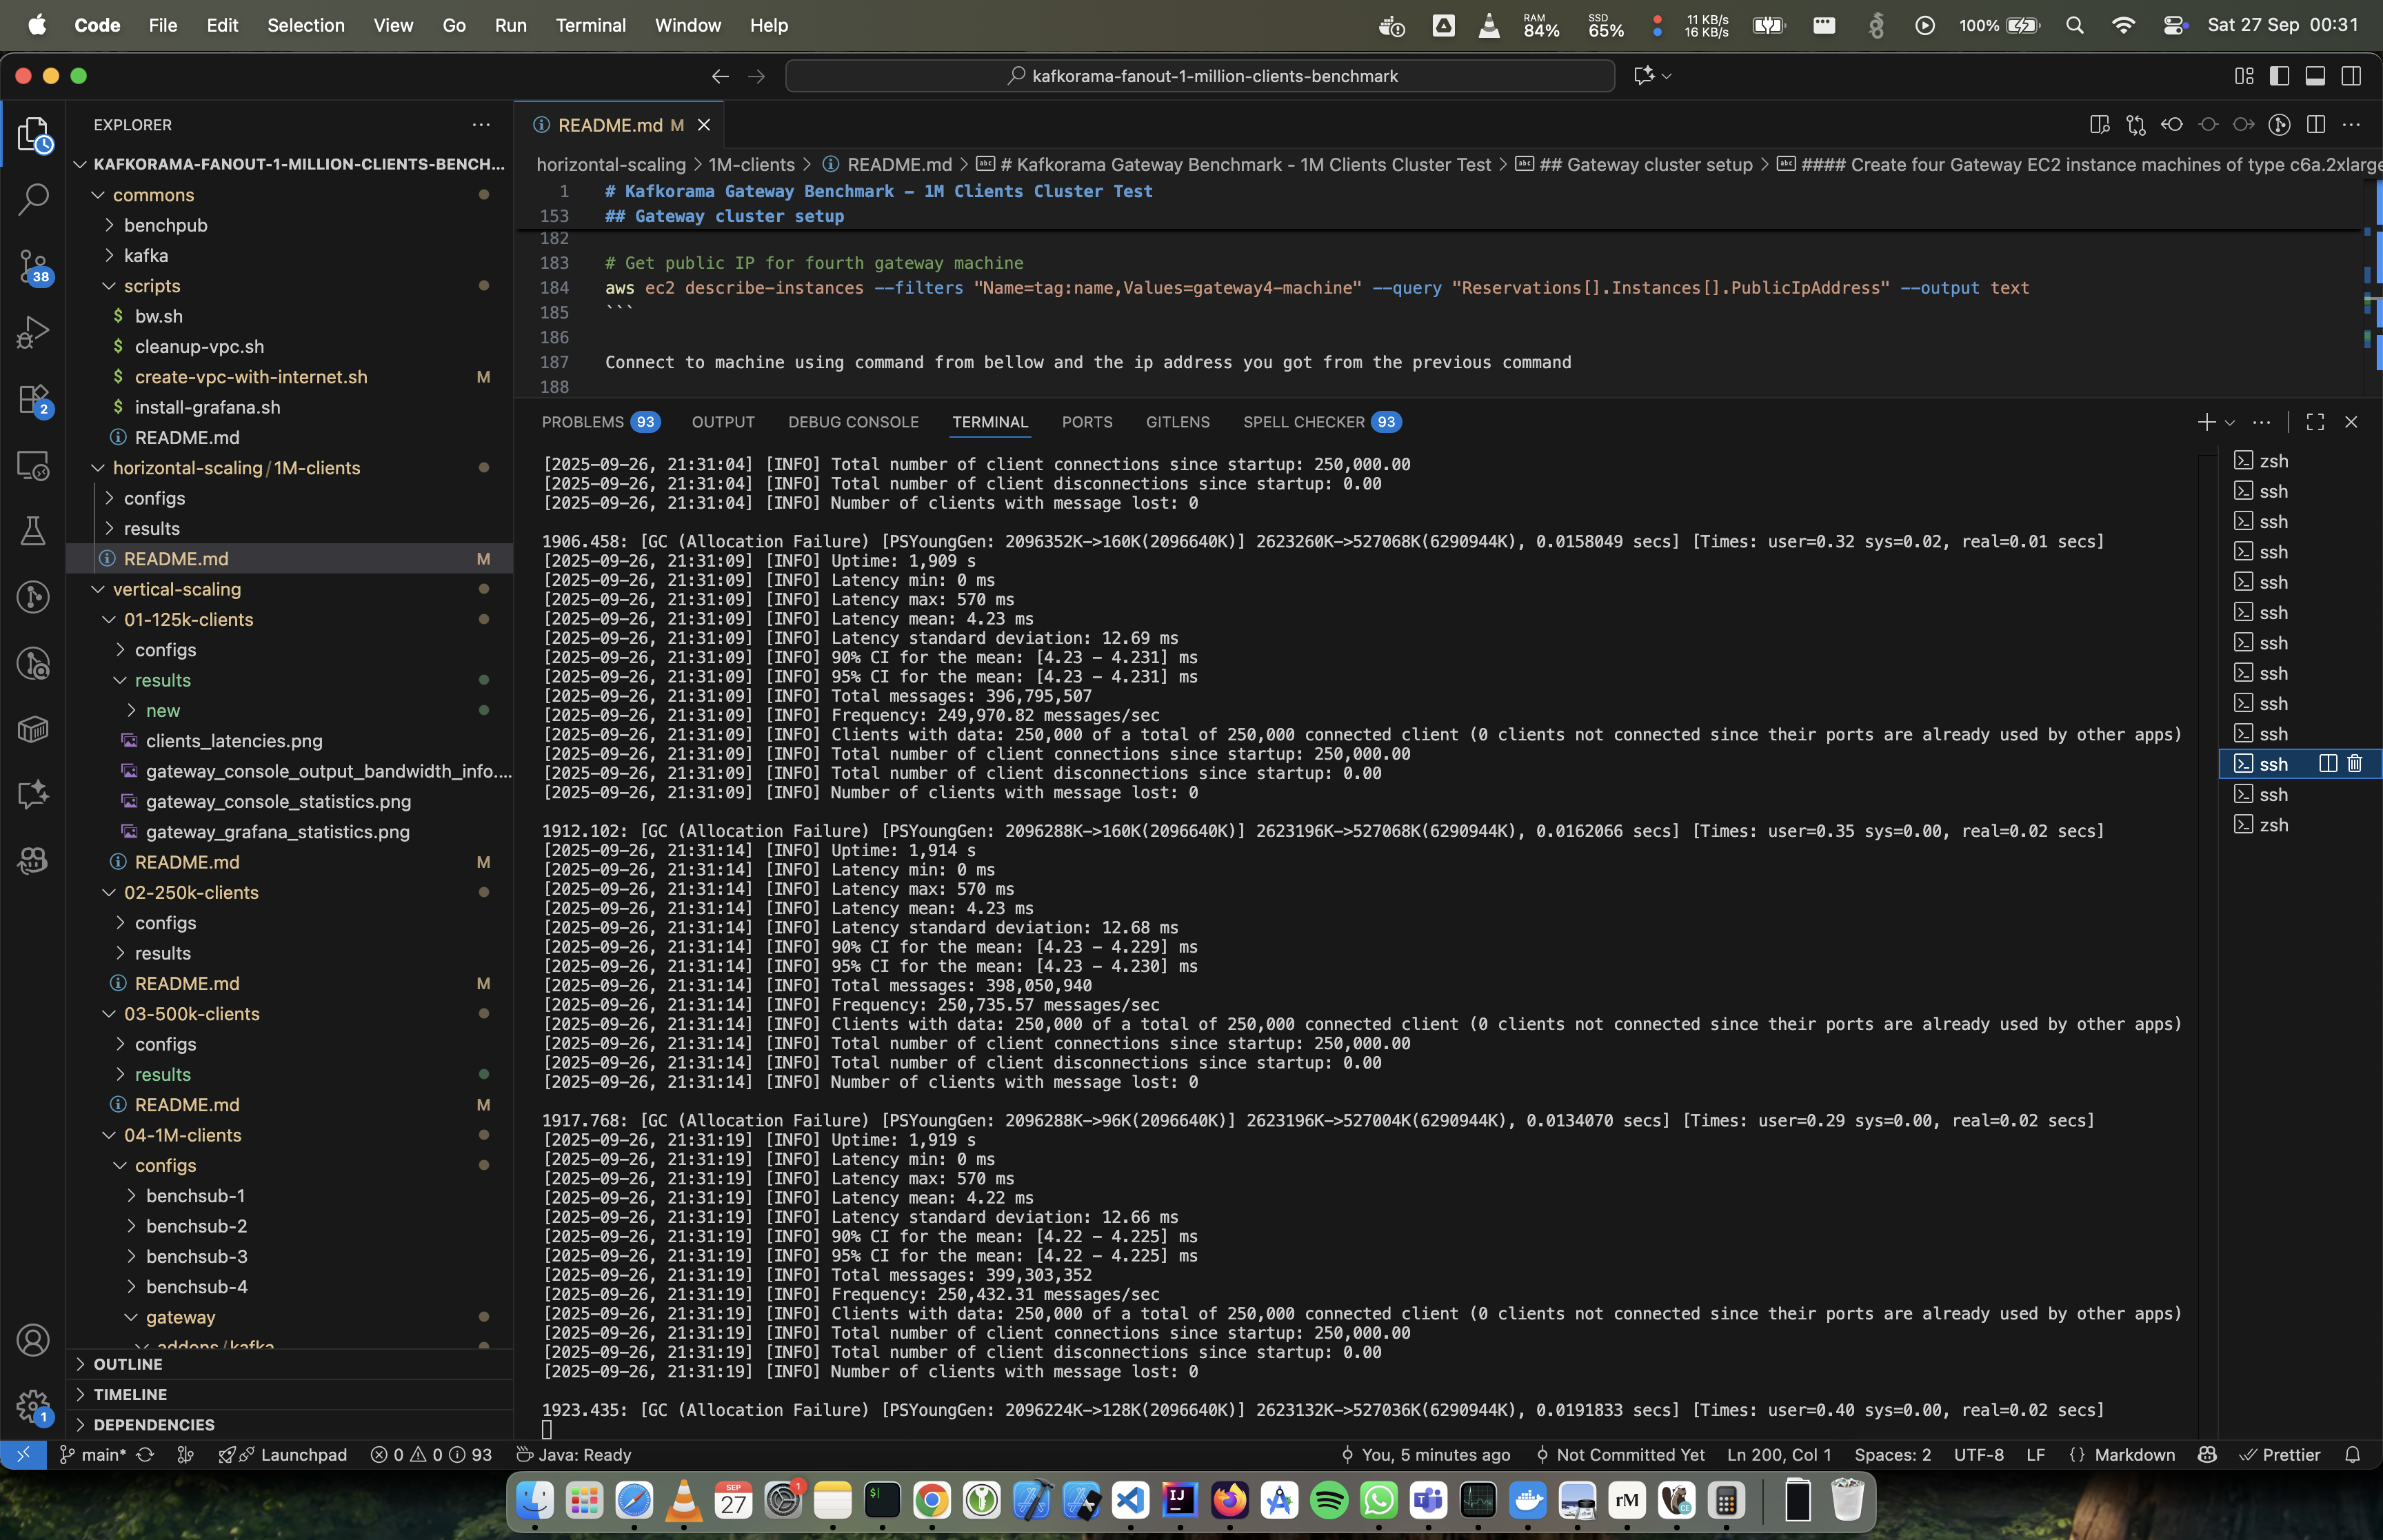 Code File Edit Selection View Go Run Terminal Window Help
RAM 84% SSD 65% 11 KB/s 16 KB/s 100% Sat 27 Sep 00:31
kafkorama-fanout-1-million-clients-benchmark
EXPLORER
KAFKORAMA-FANOUT-1-MILLION-CLIENTS-BENCH...
commons
benchpub
kafka
scripts
$ bw.sh
$ cleanup-vpc.sh
$ create-vpc-with-internet.sh M
$ install-grafana.sh
README.md
horizontal-scaling/1M-clients
configs
results
README.md M
vertical-scaling
01-125k-clients
configs
results
new
clients_latencies.png
gateway_console_output_bandwidth_info....
gateway_console_statistics.png
gateway_grafana_statistics.png
README.md M
02-250k-clients
configs
results
README.md M
03-500k-clients
configs
results
README.md M
04-1M-clients
configs
benchsub-1
benchsub-2
benchsub-3
benchsub-4
gateway
addons/kafka
OUTLINE
TIMELINE
DEPENDENCIES
38
2
1
README.md M
horizontal-scaling > 1M-clients > README.md > # Kafkorama Gateway Benchmark - 1M Clients Cluster Test > ## Gateway cluster setup > #### Create four Gateway EC2 instance machines of type c6a.2xlarge
1 # Kafkorama Gateway Benchmark - 1M Clients Cluster Test
153 ## Gateway cluster setup
182
183 # Get public IP for fourth gateway machine
184 aws ec2 describe-instances --filters "Name=tag:name,Values=gateway4-machine" --query "Reservations[].Instances[].PublicIpAddress" --output text
185 ```
186
187 Connect to machine using command from bellow and the ip address you got from the previous command
188
PROBLEMS 93 OUTPUT DEBUG CONSOLE TERMINAL PORTS GITLENS SPELL CHECKER 93
[2025-09-26, 21:31:04] [INFO] Total number of client connections since startup: 250,000.00
[2025-09-26, 21:31:04] [INFO] Total number of client disconnections since startup: 0.00
[2025-09-26, 21:31:04] [INFO] Number of clients with message lost: 0
1906.458: [GC (Allocation Failure) [PSYoungGen: 2096352K->160K(2096640K)] 2623260K->527068K(6290944K), 0.0158049 secs] [Times: user=0.32 sys=0.02, real=0.01 secs]
[2025-09-26, 21:31:09] [INFO] Uptime: 1,909 s
[2025-09-26, 21:31:09] [INFO] Latency min: 0 ms
[2025-09-26, 21:31:09] [INFO] Latency max: 570 ms
[2025-09-26, 21:31:09] [INFO] Latency mean: 4.23 ms
[2025-09-26, 21:31:09] [INFO] Latency standard deviation: 12.69 ms
[2025-09-26, 21:31:09] [INFO] 90% CI for the mean: [4.23 - 4.231] ms
[2025-09-26, 21:31:09] [INFO] 95% CI for the mean: [4.23 - 4.231] ms
[2025-09-26, 21:31:09] [INFO] Total messages: 396,795,507
[2025-09-26, 21:31:09] [INFO] Frequency: 249,970.82 messages/sec
[2025-09-26, 21:31:09] [INFO] Clients with data: 250,000 of a total of 250,000 connected client (0 clients not connected since their ports are already used by other apps)
[2025-09-26, 21:31:09] [INFO] Total number of client connections since startup: 250,000.00
[2025-09-26, 21:31:09] [INFO] Total number of client disconnections since startup: 0.00
[2025-09-26, 21:31:09] [INFO] Number of clients with message lost: 0
1912.102: [GC (Allocation Failure) [PSYoungGen: 2096288K->160K(2096640K)] 2623196K->527068K(6290944K), 0.0162066 secs] [Times: user=0.35 sys=0.00, real=0.02 secs]
[2025-09-26, 21:31:14] [INFO] Uptime: 1,914 s
[2025-09-26, 21:31:14] [INFO] Latency min: 0 ms
[2025-09-26, 21:31:14] [INFO] Latency max: 570 ms
[2025-09-26, 21:31:14] [INFO] Latency mean: 4.23 ms
[2025-09-26, 21:31:14] [INFO] Latency standard deviation: 12.68 ms
[2025-09-26, 21:31:14] [INFO] 90% CI for the mean: [4.23 - 4.229] ms
[2025-09-26, 21:31:14] [INFO] 95% CI for the mean: [4.23 - 4.230] ms
[2025-09-26, 21:31:14] [INFO] Total messages: 398,050,940
[2025-09-26, 21:31:14] [INFO] Frequency: 250,735.57 messages/sec
[2025-09-26, 21:31:14] [INFO] Clients with data: 250,000 of a total of 250,000 connected client (0 clients not connected since their ports are already used by other apps)
[2025-09-26, 21:31:14] [INFO] Total number of client connections since startup: 250,000.00
[2025-09-26, 21:31:14] [INFO] Total number of client disconnections since startup: 0.00
[2025-09-26, 21:31:14] [INFO] Number of clients with message lost: 0
1917.768: [GC (Allocation Failure) [PSYoungGen: 2096288K->96K(2096640K)] 2623196K->527004K(6290944K), 0.0134070 secs] [Times: user=0.29 sys=0.00, real=0.02 secs]
[2025-09-26, 21:31:19] [INFO] Uptime: 1,919 s
[2025-09-26, 21:31:19] [INFO] Latency min: 0 ms
[2025-09-26, 21:31:19] [INFO] Latency max: 570 ms
[2025-09-26, 21:31:19] [INFO] Latency mean: 4.22 ms
[2025-09-26, 21:31:19] [INFO] Latency standard deviation: 12.66 ms
[2025-09-26, 21:31:19] [INFO] 90% CI for the mean: [4.22 - 4.225] ms
[2025-09-26, 21:31:19] [INFO] 95% CI for the mean: [4.22 - 4.225] ms
[2025-09-26, 21:31:19] [INFO] Total messages: 399,303,352
[2025-09-26, 21:31:19] [INFO] Frequency: 250,432.31 messages/sec
[2025-09-26, 21:31:19] [INFO] Clients with data: 250,000 of a total of 250,000 connected client (0 clients not connected since their ports are already used by other apps)
[2025-09-26, 21:31:19] [INFO] Total number of client connections since startup: 250,000.00
[2025-09-26, 21:31:19] [INFO] Total number of client disconnections since startup: 0.00
[2025-09-26, 21:31:19] [INFO] Number of clients with message lost: 0
1923.435: [GC (Allocation Failure) [PSYoungGen: 2096224K->128K(2096640K)] 2623132K->527036K(6290944K), 0.0191833 secs] [Times: user=0.40 sys=0.00, real=0.02 secs]
zsh
ssh
ssh
ssh
ssh
ssh
ssh
ssh
ssh
ssh
ssh
ssh
zsh
main* Launchpad 0 0 93 Java: Ready You, 5 minutes ago Not Committed Yet Ln 200, Col 1 Spaces: 2 UTF-8 LF {} Markdown Prettier
SEP 27 1 $ IJ rM CE